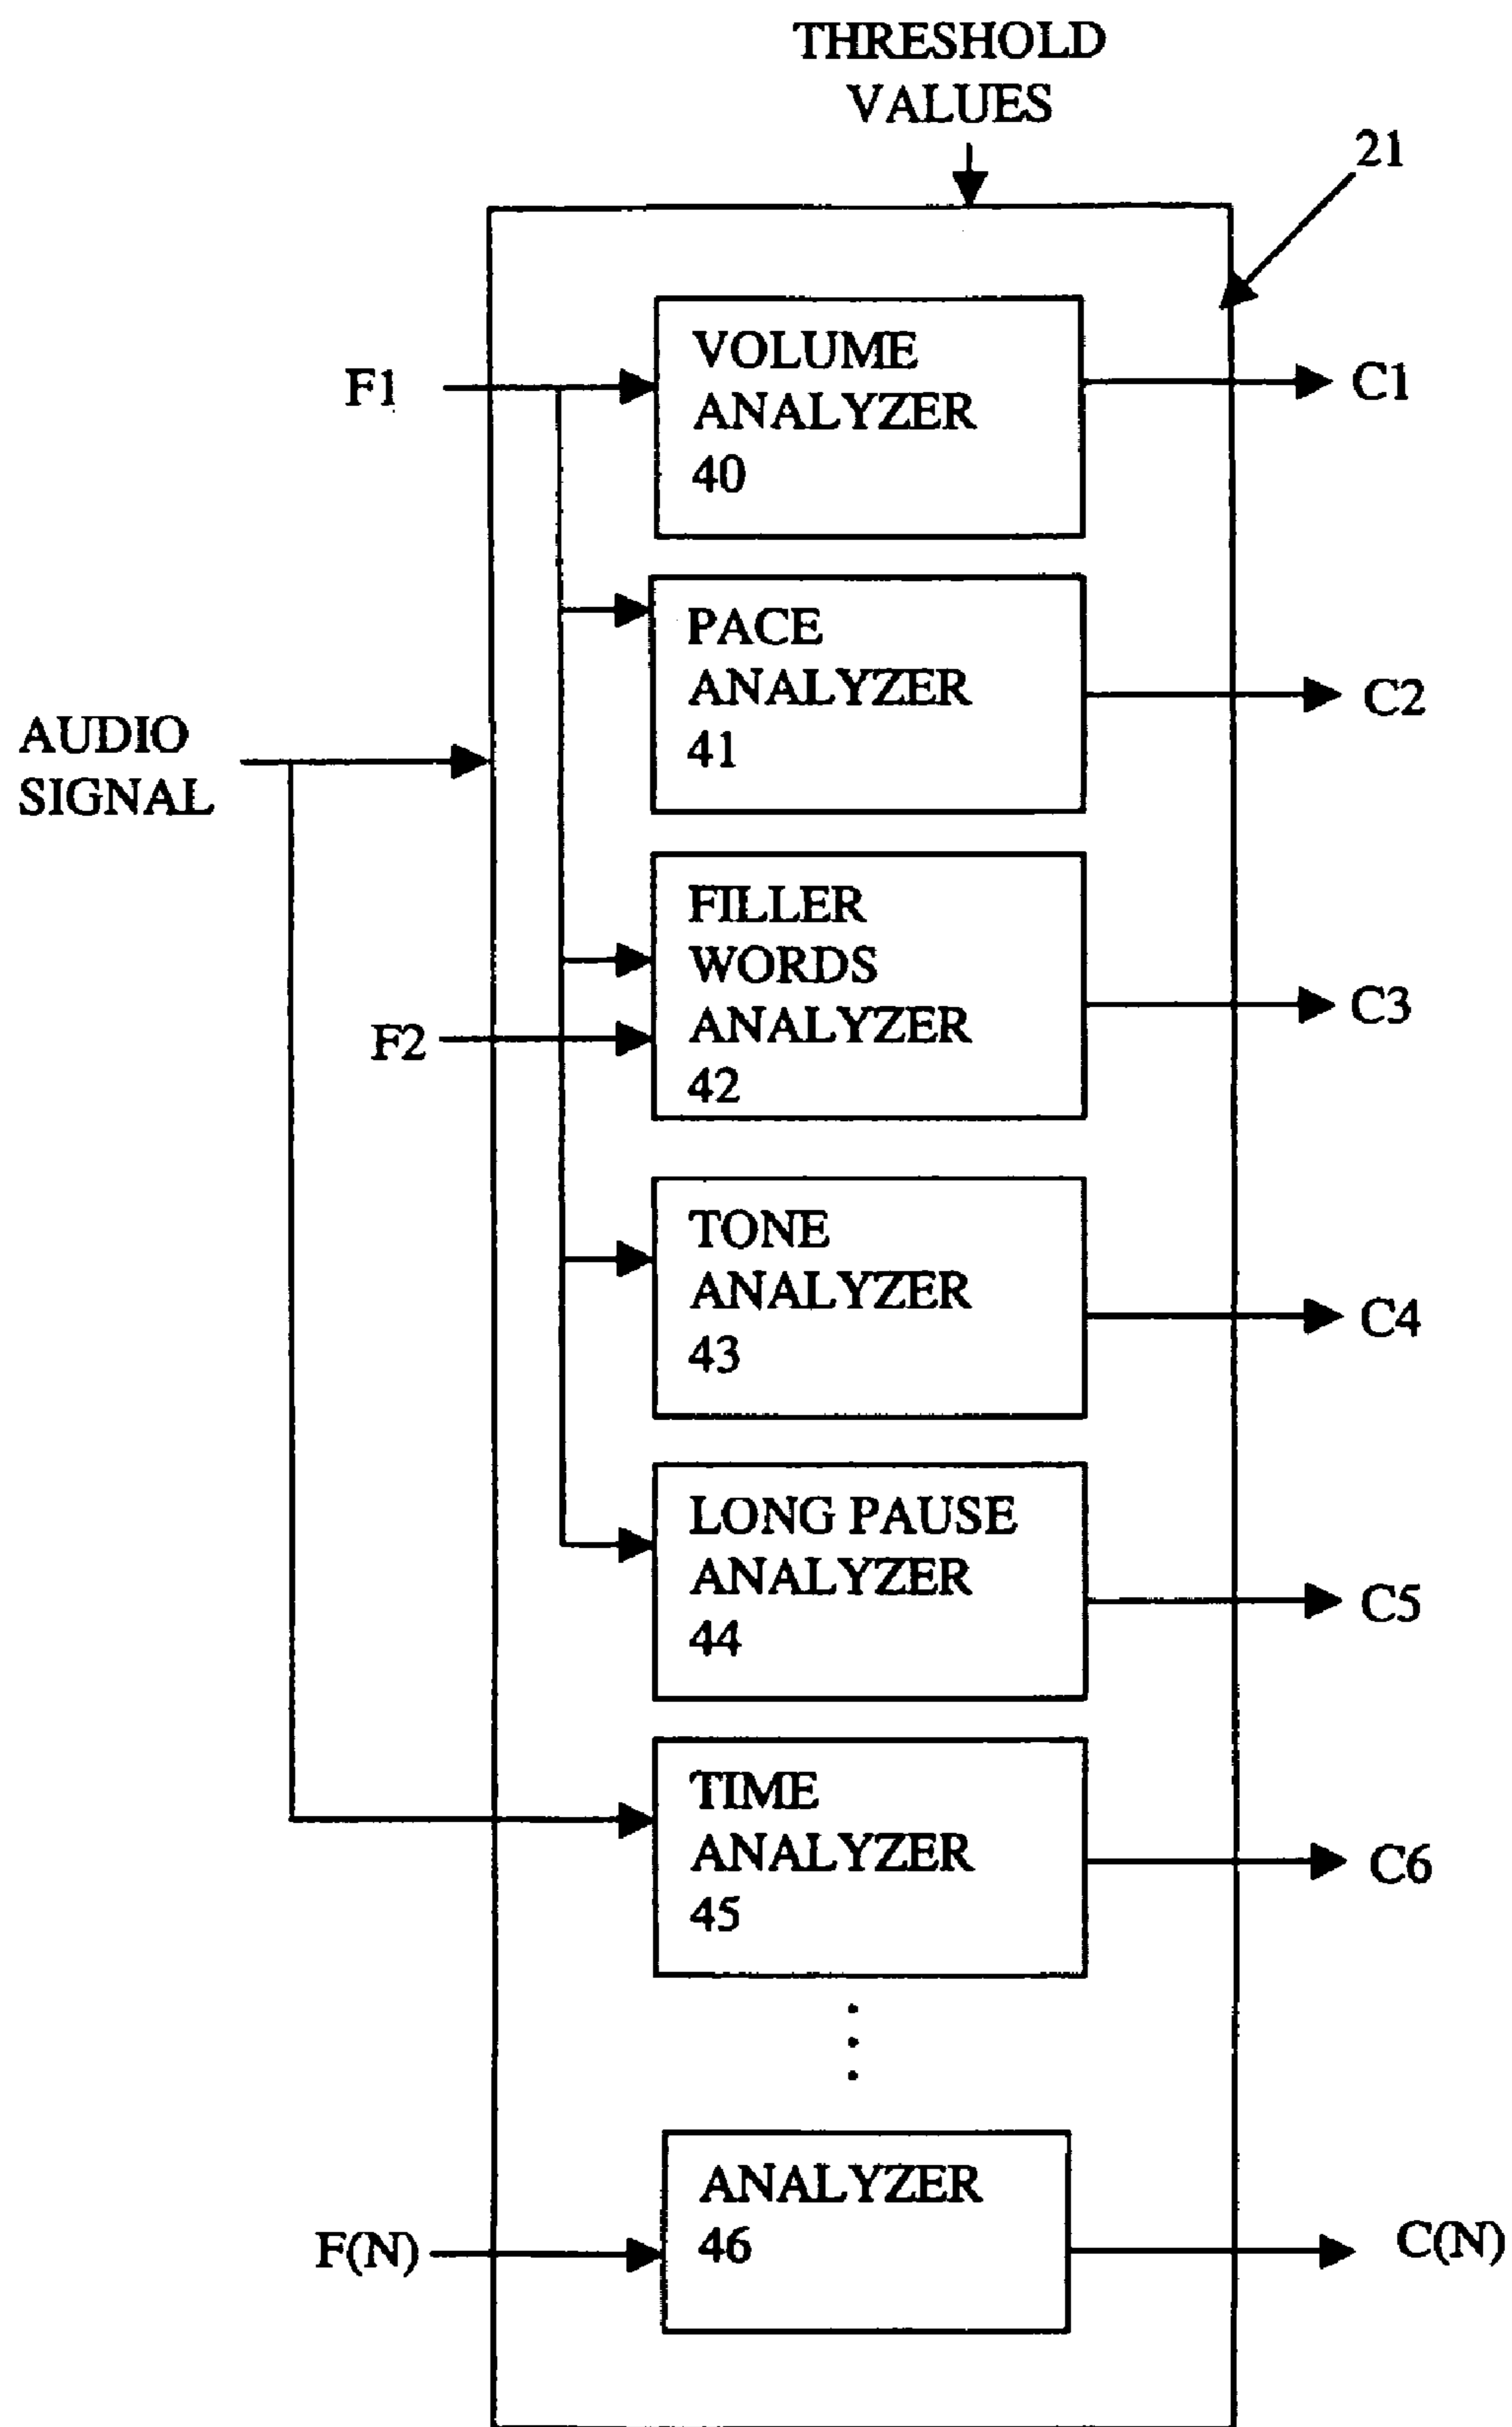 THRESHOLD
VALUES
21
F1
VOLUME
ANALYZER
40
C1
PACE
ANALYZER
41
C2
AUDIO
SIGNAL
FILLER
WORDS
ANALYZER
42
F2
C3
TONE
ANALYZER
43
C4
LONG PAUSE
ANALYZER
44
C5
TIME
ANALYZER
45
C6
ANALYZER
46
F(N)
C(N)